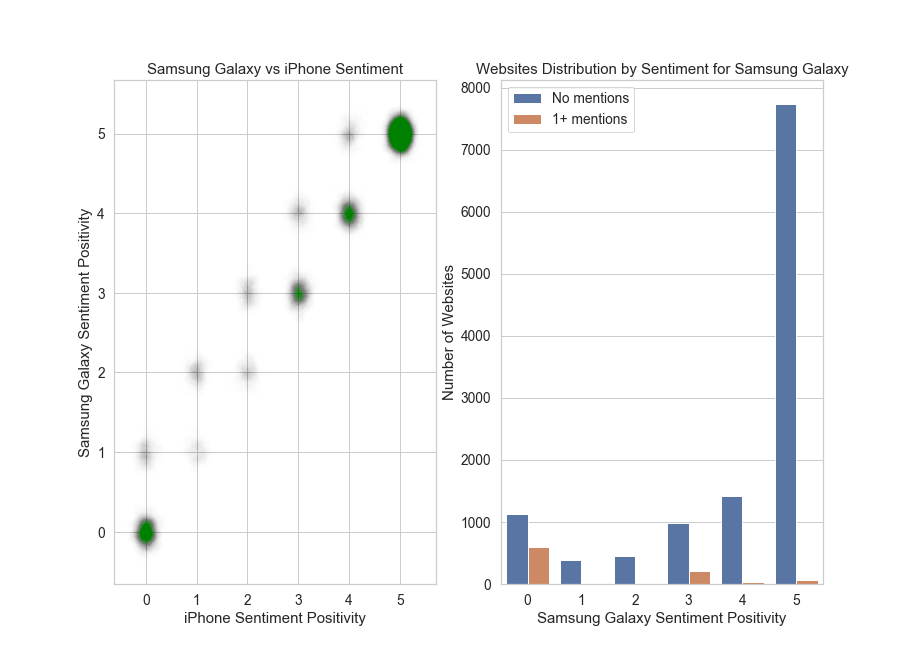 Samsung Galaxy vs iPhone Sentiment
Samsung Galaxy Sentiment Positivity
5
4
3
2
1
0
0 1 2 3 4 5
iPhone Sentiment Positivity
Websites Distribution by Sentiment for Samsung Galaxy
No mentions
1+ mentions
Number of Websites
8000
7000
6000
5000
4000
3000
2000
1000
0
0 1 2 3 4 5
Samsung Galaxy Sentiment Positivity